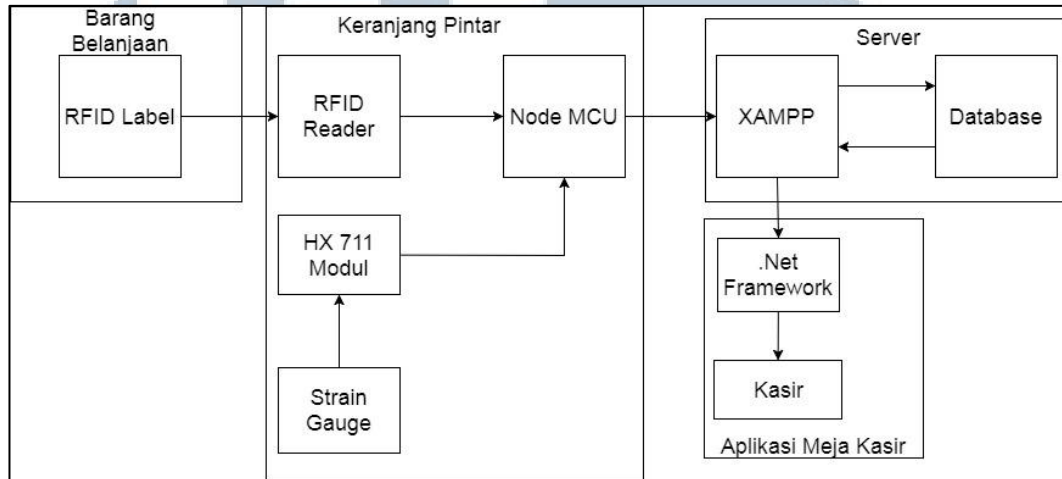 Barang
Belanjaan
RFID Label
Keranjang Pintar
RFID
Reader
Node MCU
HX 711
Modul
Strain
Gauge
Server
XAMPP
Database
.Net
Framework
Kasir
Aplikasi Meja Kasir